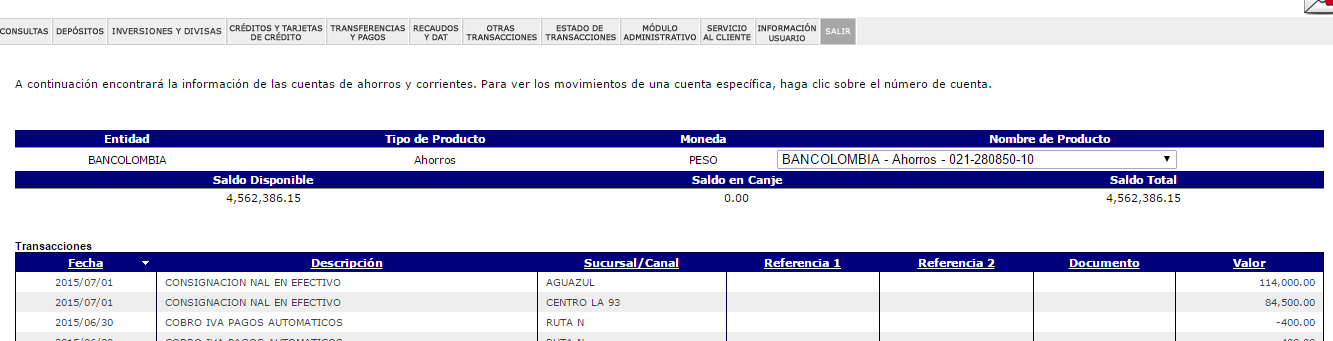 CONSULTAS DEPÓSITOS INVERSIONES Y DIVISAS CRÉDITOS Y TARJETAS DE CRÉDITO TRANSFERENCIAS Y PAGOS RECAUDOS Y DAT OTRAS TRANSACCIONES ESTADO DE TRANSACCIONES MÓDULO ADMINISTRATIVO SERVICIO AL CLIENTE INFORMACIÓN USUARIO SALIR
A continuación encontrará la información de las cuentas de ahorros y corrientes. Para ver los movimientos de una cuenta específica, haga clic sobre el número de cuenta.
Entidad Tipo de Producto Moneda Nombre de Producto
BANCOLOMBIA Ahorros PESO BANCOLOMBIA - Ahorros - 021-280850-10
Saldo Disponible Saldo en Canje Saldo Total
4,562,386.15 0.00 4,562,386.15
Transacciones
Fecha Descripción Sucursal/Canal Referencia 1 Referencia 2 Documento Valor
2015/07/01 CONSIGNACION NAL EN EFECTIVO AGUAZUL 114,000.00
2015/07/01 CONSIGNACION NAL EN EFECTIVO CENTRO LA 93 84,500.00
2015/06/30 COBRO IVA PAGOS AUTOMATICOS RUTA N -400.00